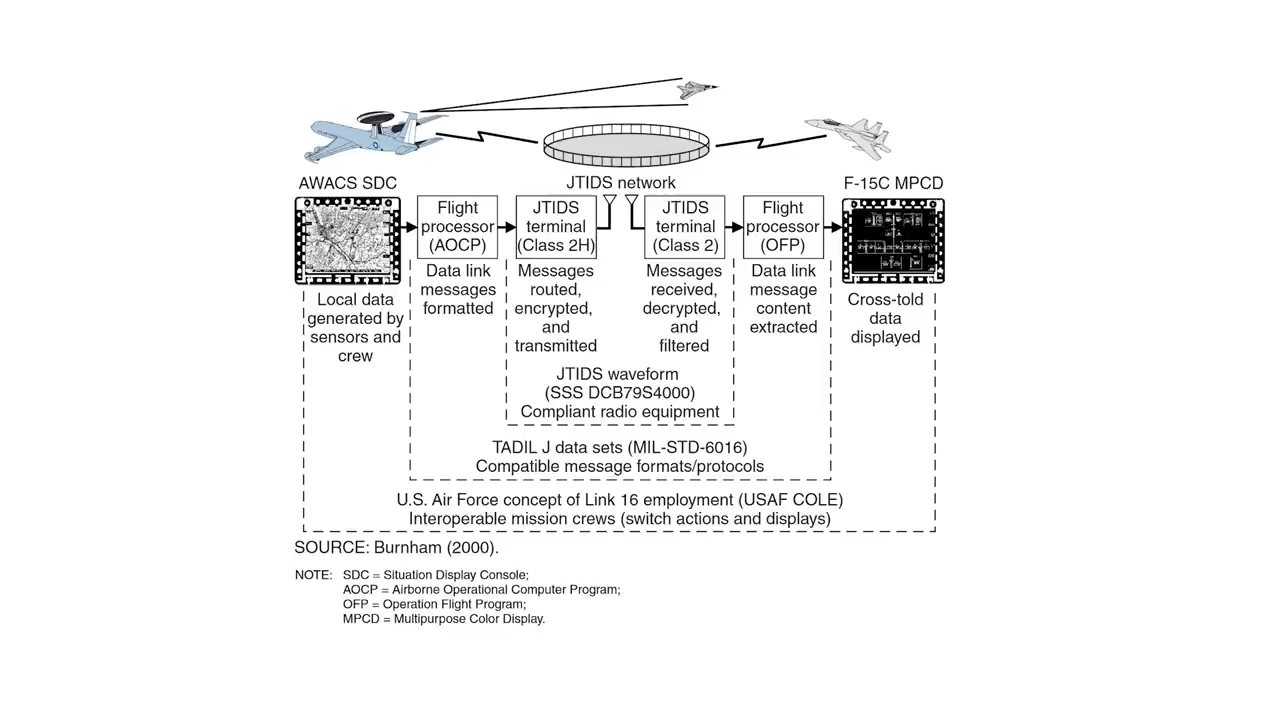 AWACS SDC
JTIDS network
F-15C MPCD
Flight
processor
(AOCP)
JTIDS
terminal
(Class 2H)
JTIDS
terminal
(Class 2)
Flight
processor
(OFP)
Local data
generated by
sensors and
crew
Data link
messages
formatted
Messages
routed,
encrypted,
and
transmitted
Messages
received,
decrypted,
and
filtered
Data link
message
content
extracted
Cross-told
data
displayed
JTIDS waveform
(SSS DCB79S4000)
Compliant radio equipment
TADIL J data sets (MIL-STD-6016)
Compatible message formats/protocols
U.S. Air Force concept of Link 16 employment (USAF COLE)
Interoperable mission crews (switch actions and displays)
SOURCE: Burnham (2000).
NOTE: SDC = Situation Display Console;
AOCP = Airborne Operational Computer Program;
OFP = Operation Flight Program;
MPCD = Multipurpose Color Display.